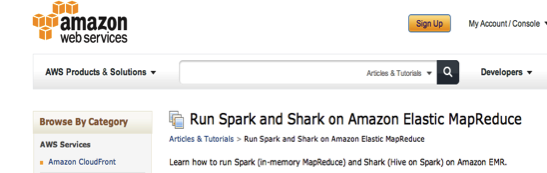 amazon
web services
Sign Up
My Account / Console
AWS Products & Solutions
Articles & Tutorials
Developers
Browse By Category
AWS Services
Amazon CloudFront
Run Spark and Shark on Amazon Elastic MapReduce
Articles & Tutorials > Run Spark and Shark on Amazon Elastic MapReduce
Learn how to run Spark (in-memory MapReduce) and Shark (Hive on Spark) on Amazon EMR.